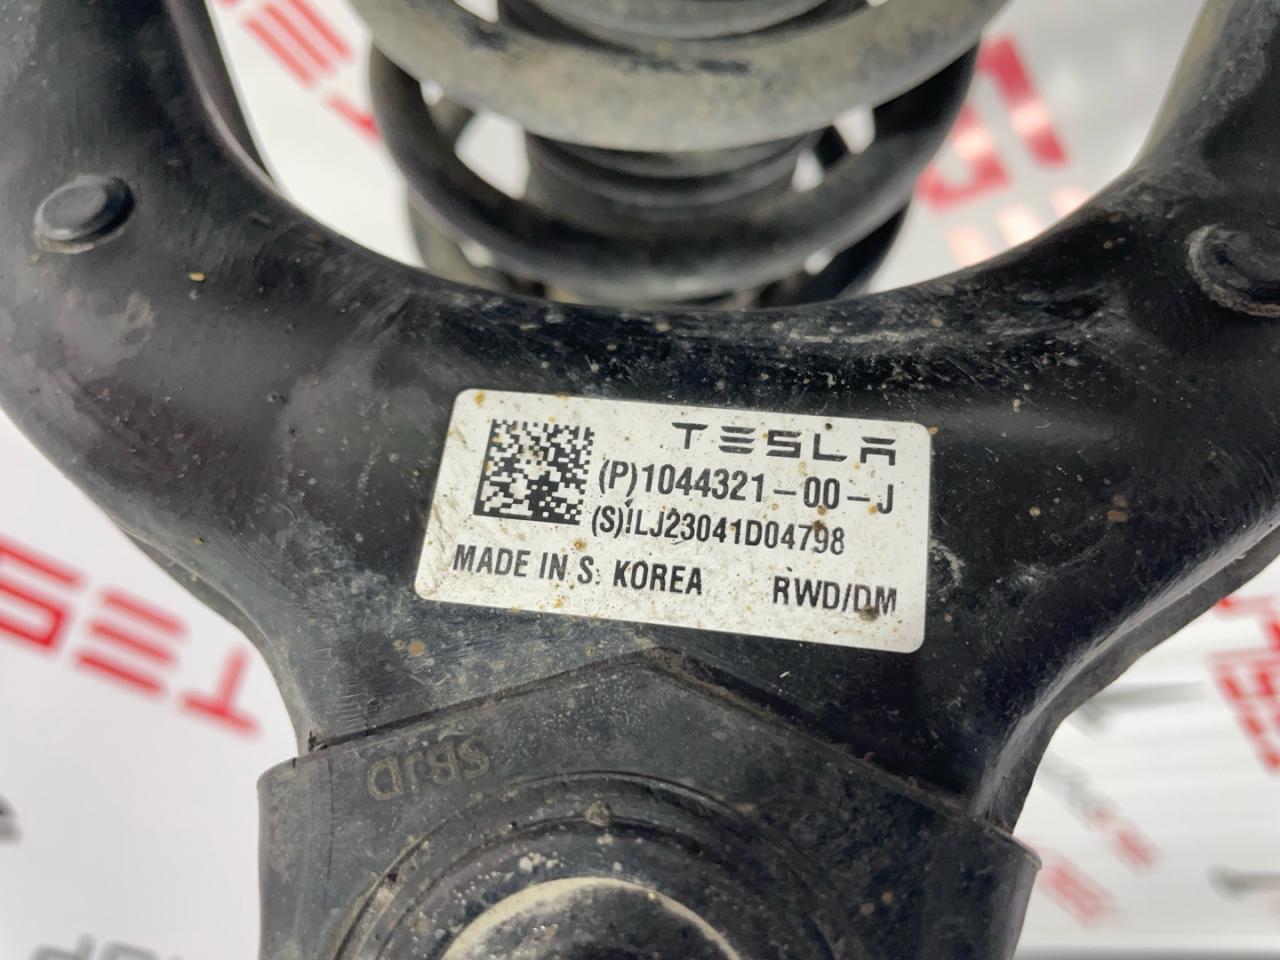 TESLA
(P)1044321-00-J
(S)!LJ23041D04798
MADE IN S. KOREA RWD/DM